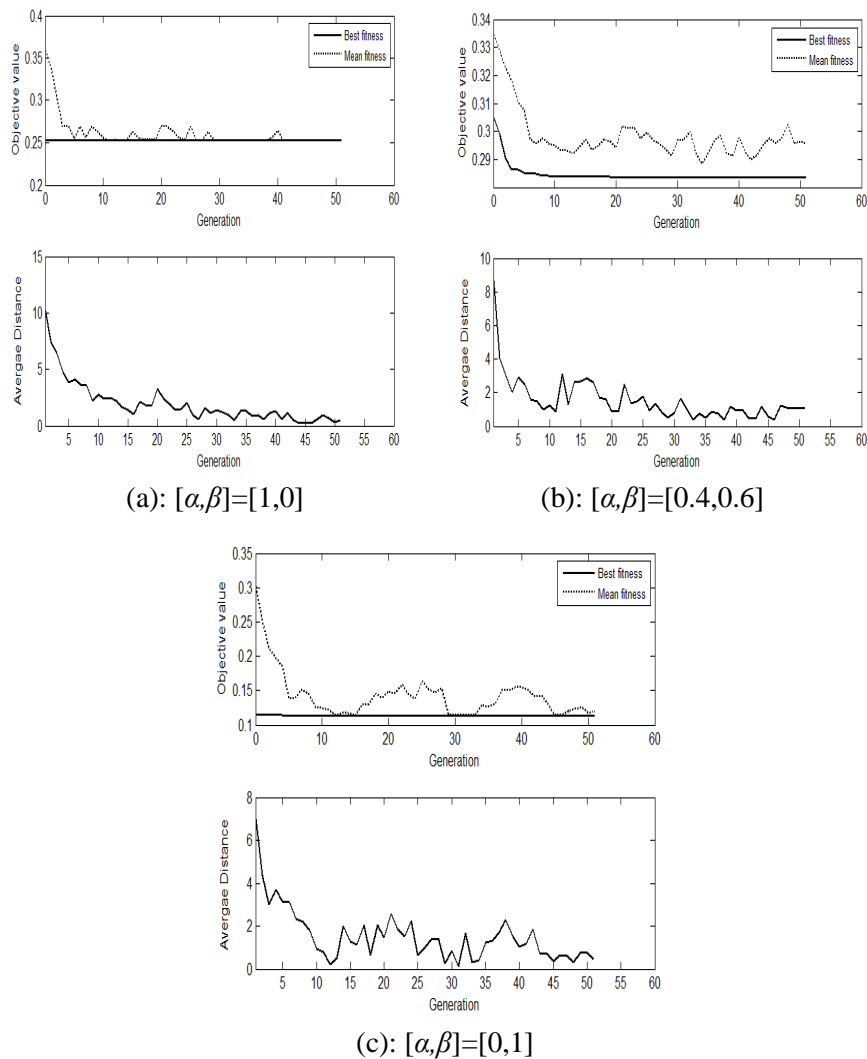 0.4
0.35
0.3
0.25
0.2
Objective value
Best fitness
Mean fitness
0 10 20 30 40 50 60
Generation
15
10
5
0
Avergae Distance
5 10 15 20 25 30 35 40 45 50 55 60
Generation
(a): [α,β]=[1,0]
0.34
0.33
0.32
0.31
0.3
0.29
Objective value
Best fitness
Mean fitness
0 10 20 30 40 50 60
Generation
10
8
6
4
2
0
Avergae Distance
5 10 15 20 25 30 35 40 45 50 55 60
Generation
(b): [α,β]=[0.4,0.6]
0.35
0.3
0.25
0.2
0.15
0.1
Objective value
Best fitness
Mean fitness
0 10 20 30 40 50 60
Generation
8
6
4
2
0
Avergae Distance
5 10 15 20 25 30 35 40 45 50 55 60
Generation
(c): [α,β]=[0,1]